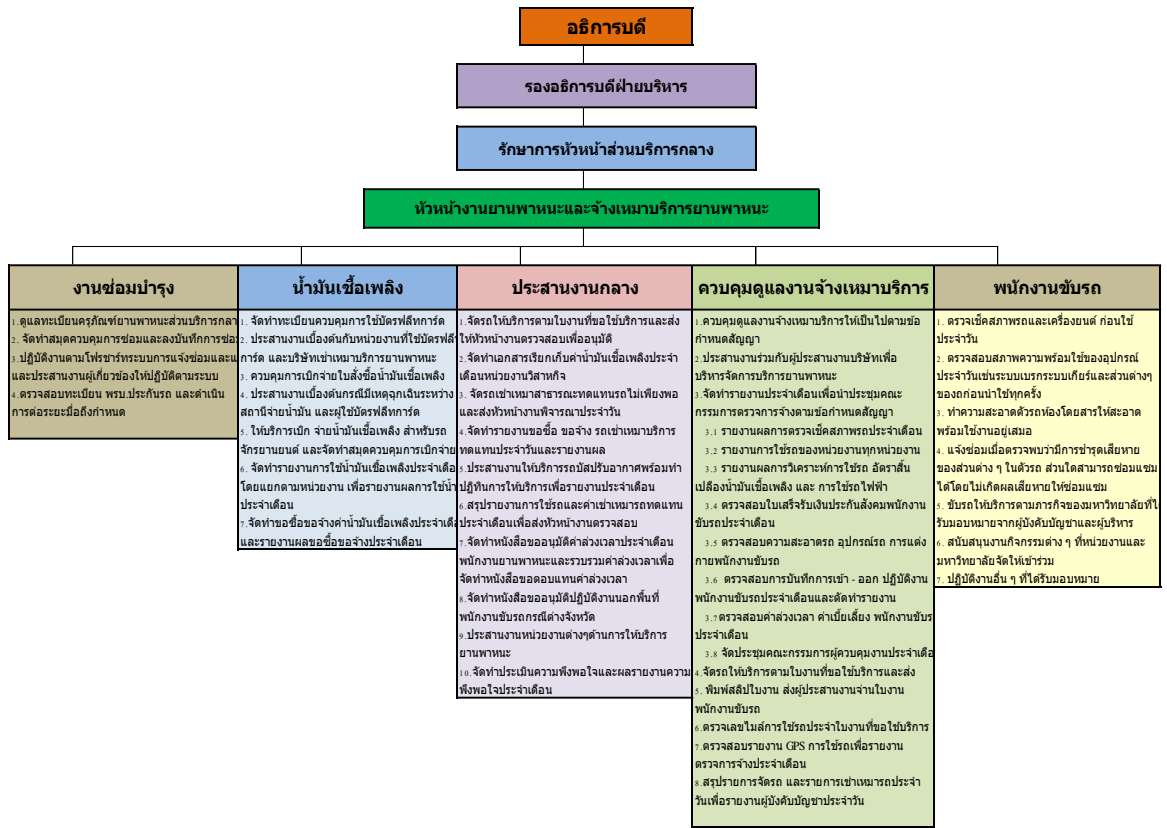 อธิการบดี
รองอธิการบดีฝ่ายบริหาร
รักษาการหัวหน้าส่วนบริการกลาง
หัวหน้างานยานพาหนะและจ้างเหมาบริการยานพาหนะ
งานซ่อมบำรุง
1.ดูแลทะเบียนครุภัณฑ์ยานพาหนะส่วนบริการกลา
2. จัดทำสมุดควบคุมการซ่อมและลงบันทึกการซ่อ
3.ปฏิบัติงานตามโฟรชาร์ทระบบการแจ้งซ่อมและแ
และประสานงานผู้เกี่ยวข้องให้ปฏิบัติตามระบบ
4.ตรวจสอบทะเบียน พรบ.ประกันรถ และดำเนิน
การต่อระยะมื่อถึงกำหนด
น้ำมันเชื้อเพลิง
1. จัดทำทะเบียนควบคุมการใช้บัตรฟลีทการ์ด
2. ประสานงานเบื้องต้นกับหน่วยงานที่ใช้บัตรฟลี
การ์ด และบริษัทเช่าเหมาบริการยานพาหนะ
3. ควบคุมการเบิกจ่ายใบสั่งซื้อน้ำมันเชื้อเพลิง
4. ประสานงานเบื้องต้นกรณีมีเหตุฉุกเฉินระหว่าง
สถานีจ่ายน้ำมัน และผู้ใช้บัตรฟลีทการ์ด
5. ให้บริการเบิก จ่ายน้ำมันเชื้อเพลิง สำหรับรถ
จักรยานยนต์ และจัดทำสมุดควบคุมการเบิกจ่าย
6. จัดทำรายงานการใช้น้ำมันเชื้อเพลิงประจำเดือ
โดยแยกตามหน่วยงาน เพื่อรายงานผลการใช้น้ำ
ประจำเดือน
7.จัดทำขอซื้อขอจ้างค่าน้ำมันเชื้อเพลิงประจำเดือ
และรายงานผลขอซื้อขอจ้างประจำเดือน
ประสานงานกลาง
1.จัดรถให้บริการตามใบงานที่ขอใช้บริการและส่ง
ให้หัวหน้างานตรวจสอบเพื่ออนุมัติ
2.จัดทำเอกสารเรียกเก็บค่าน้ำมันเชื้อเพลิงประจำ
เดือนหน่วยงานวิสาหกิจ
3. จัดรถเช่าเหมาสาธารณะทดแทนรถไม่เพียงพอ
และส่งหัวหน้างานพิจารณาประจำวัน
4.จัดทำรายงานขอซื้อ ขอจ้าง รถเช่าเหมาบริการ
ทดแทนประจำวันและรายงานผล
5.ประสานงานให้บริการรถบัสปรับอากาศพร้อมทำ
ปฏิทินการให้บริการเพื่อรายงานประจำเดือน
6.สรุปรายงานการใช้รถและค่าเช่าเหมารถทดแทน
ประจำเดือนเพื่อส่งหัวหน้างานตรวจสอบ
7.จัดทำหนังสือขออนุมัติค่าล่วงเวลาประจำเดือน
พนักงานยานพาหนะและรวบรวมค่าล่วงเวลาเพื่อ
จัดทำหนังสือขอตอบแทนค่าล่วงเวลา
8.จัดทำหนังสือขออนุมัติปฏิบัติงานนอกพื้นที่
พนักงานขับรถกรณีต่างจังหวัด
9.ประสานงานหน่วยงานต่างๆด้านการให้บริการ
ยานพาหนะ
10.จัดทำประเมินความพึงพอใจและผลรายงานความ
พึงพอใจประจำเดือน
ควบคุมดูแลงานจ้างเหมาบริการ
1.ควบคุมดูแลงานจ้างเหมาบริการให้เป็นไปตามข้อ
กำหนดสัญญา
2.ประสานงานร่วมกับผู้ประสานงานบริษัทเพื่อ
บริหารจัดการบริการยานพาหนะ
3.จัดทำรายงานประจำเดือนเพื่อนำประชุมคณะ
กรรมการตรวจการจ้างตามข้อกำหนดสัญญา
3.1 รายงานผลการตรวจเช็คสภาพรถประจำเดือน
3.2 รายงานการใช้รถของหน่วยงานทุกหน่วยงาน
3.3 รายงานผลการวิเคราะห์การใช้รถ อัตราสิ้น
เปลืองน้ำมันเชื้อเพลิง และ การใช้รถไฟฟ้า
3.4 ตรวจสอบใบเสร็จรับเงินประกันสังคมพนักงาน
ขับรถประจำเดือน
3.5 ตรวจสอบความสะอาดรถ อุปกรณ์รถ การแต่ง
กายพนักงานขับรถ
3.6 ตรวจสอบการบันทึกการเข้า - ออก ปฏิบัติงาน
พนักงานขับรถประจำเดือนและดัดทำรายงาน
3.7ตรวจสอบค่าล่วงเวลา ค่าเบี้ยเลี้ยง พนักงานขับร
ประจำเดือน
3.8 จัดประชุมคณะกรรมการผู้ควบคุมงานประจำเดือ
4.จัดรถให้บริการตามใบงานที่ขอใช้บริการและส่ง
5. พิมพ์สลิปใบงาน ส่งผู้ประสานงานจ่านใบงาน
พนักงานขับรถ
6.ตรวจเลขไมล์การใช้รถประจำใบงานที่ขอใช้บริการ
7.ตรวจสอบรายงาน GPS การใช้รถเพื่อรายงาน
ตรวจการจ้างประจำเดือน
8.สรุปรายการจัดรถ และรายการเช่าเหมารถประจำ
วันเพื่อรายงานผู้บังคับบัญชาประจำวัน
พนักงานขับรถ
1. ตรวจเช็คสภาพรถและเครื่องยนต์ ก่อนใช้
ประจำวัน
2. ตรวจสอบสภาพความพร้อมใช้ของอุปกรณ์
ประจำวันเช่นระบบเบรกระบบเกียร์และส่วนต่างๆ
ของรถก่อนนำใช้ทุกครั้ง
3. ทำความสะอาดตัวรถห้องโดยสารให้สะอาด
พร้อมใช้งานอยู่เสมอ
4. แจ้งซ่อมเมื่อตรวจพบว่ามีการชำรุดเสียหาย
ของส่วนต่าง ๆ ในตัวรถ ส่วนใดสามารถซ่อมแซม
ได้โดยไม่เกิดผลเสียหายให้ซ่อมแซม
5. ขับรถให้บริการตามภารกิจของมหาวิทยาลัยที่ไ
รับมอบหมายจากผู้บังคับบัญชาและผู้บริหาร
6. สนับสนุนงานกิจกรรมต่าง ๆ ที่หน่วยงานและ
มหาวิทยาลัยจัดให้เข้าร่วม
7. ปฏิบัติงานอื่น ๆ ที่ได้รับมอบหมาย